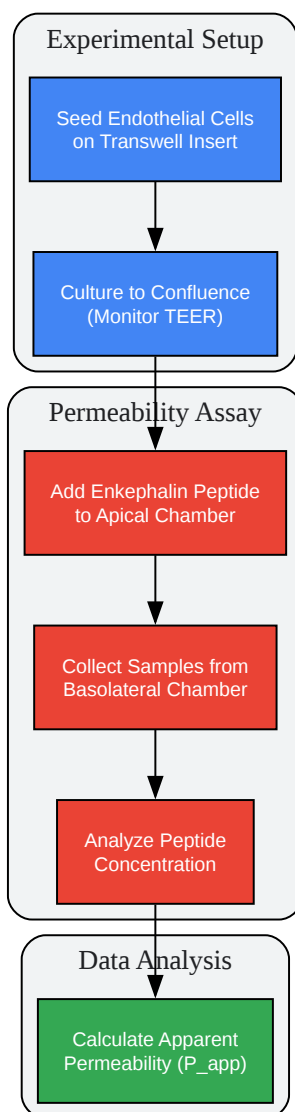 Experimental Setup
Seed Endothelial Cells
on Transwell Insert
Culture to Confluence
(Monitor TEER)
Permeability Assay
Add Enkephalin Peptide
to Apical Chamber
Collect Samples from
Basolateral Chamber
Analyze Peptide
Concentration
Data Analysis
Calculate Apparent
Permeability (P_app)